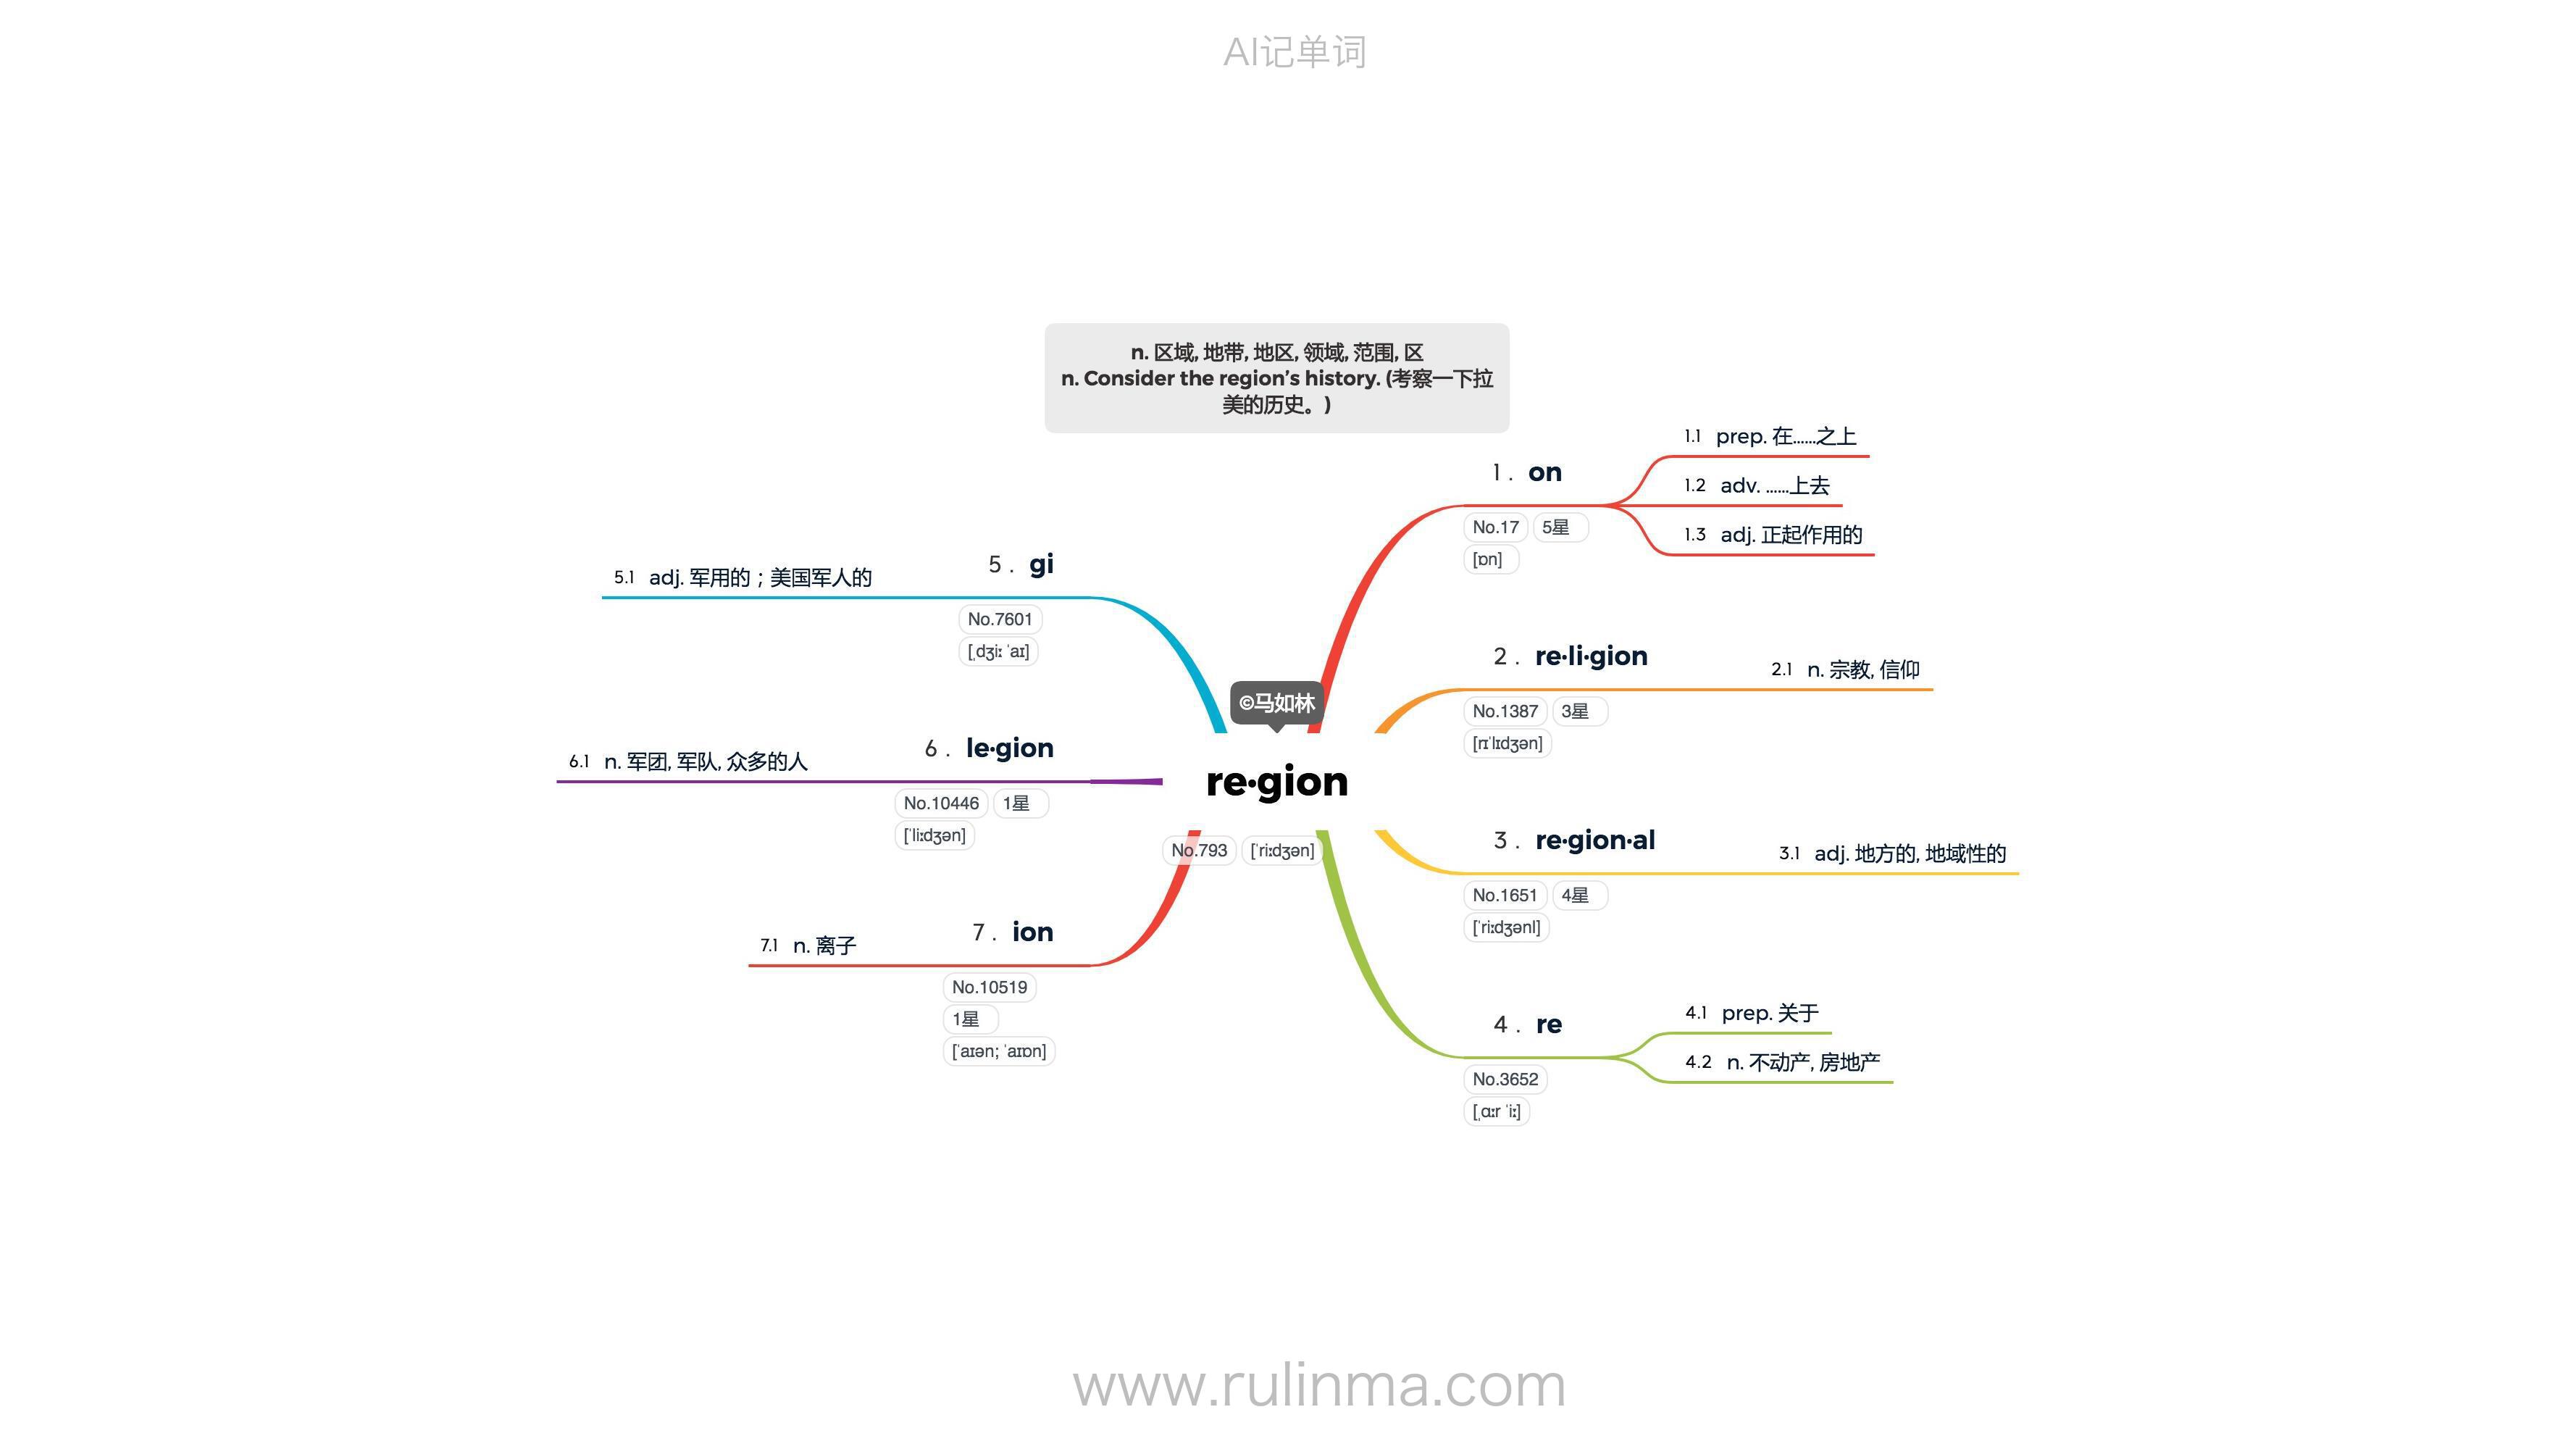 AI记单词
n. 区域, 地带, 地区, 领域, 范围, 区
n. Consider the region’s history. (考察一下拉
美的历史。)
1 . on
No.17 5星
[ɒn]
1.1 prep. 在……之上
1.2 adv. ……上去
1.3 adj. 正起作用的
2 . re·li·gion
No.1387 3星
[rɪˈlɪdʒən]
2.1 n. 宗教, 信仰
3 . re·gion·al
No.1651 4星
[ˈriːdʒənl]
3.1 adj. 地方的, 地域性的
4 . re
No.3652
[ˌɑːr ˈiː]
4.1 prep. 关于
4.2 n. 不动产, 房地产
5 . gi
No.7601
[ˌdʒiː ˈaɪ]
5.1 adj. 军用的；美国军人的
6 . le·gion
No.10446 1星
[ˈliːdʒən]
6.1 n. 军团, 军队, 众多的人
7 . ion
No.10519
1星
[ˈaɪən; ˈaɪɒn]
7.1 n. 离子
©马如林
re·gion
No.793 [ˈriːdʒən]
www.rulinma.com